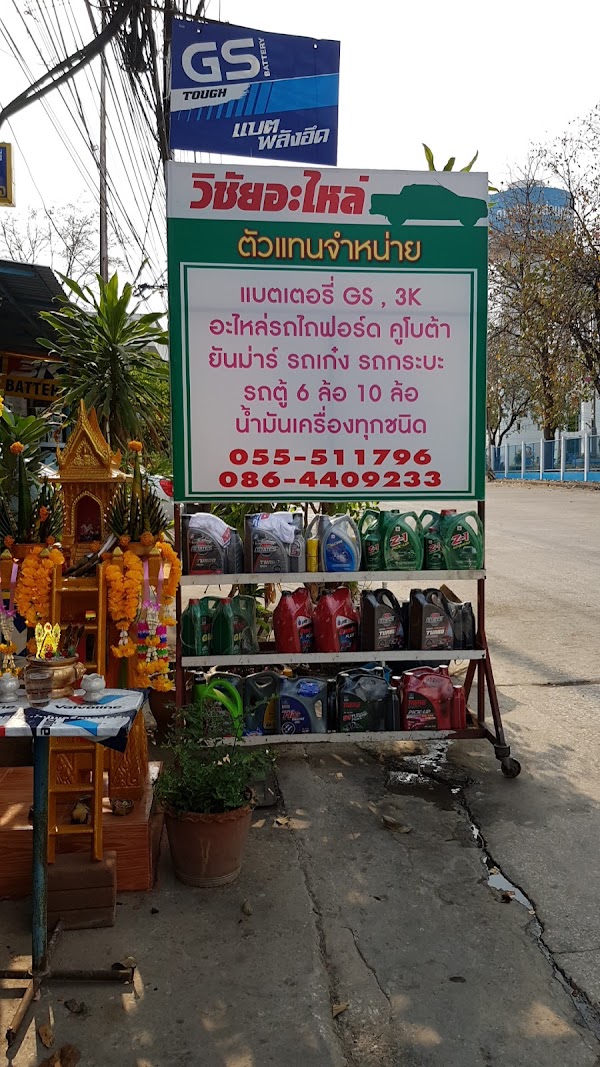 GS BATTERY
TOUGH
แบต
พลังอึด
วิชัยอะไหล่
ตัวแทนจำหน่าย
แบตเตอรี่ GS , 3K
อะไหล่รถไถฟอร์ด คูโบต้า
ยันม่าร์ รถเก๋ง รถกระบะ
รถตู้ 6 ล้อ 10 ล้อ
น้ำมันเครื่องทุกชนิด
055-511796
086-4409233
Valvoline